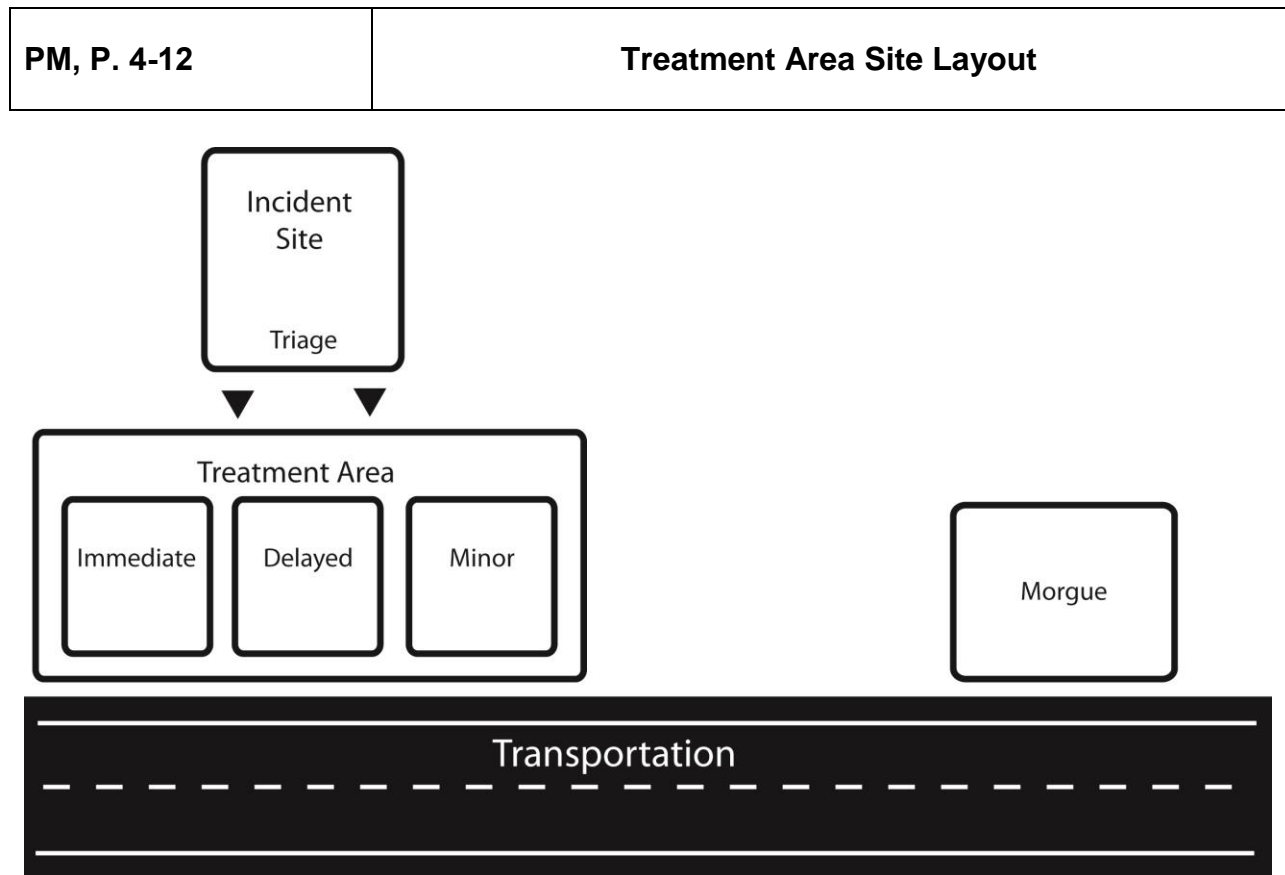 PM, P. 4-12
Treatment Area Site Layout
Incident
Site
Triage
Treatment Area
Immediate
Delayed
Minor
Morgue
Transportation